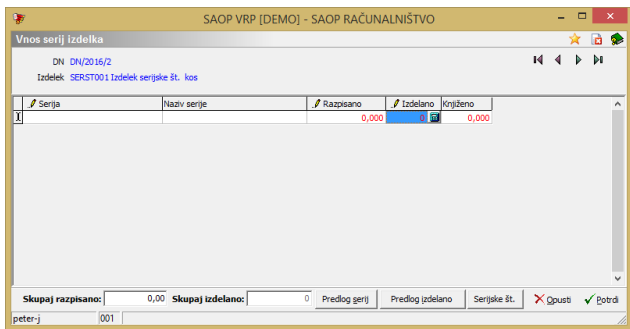 SAOP VRP [DEMO] - SAOP RAČUNALNIŠTVO
Vnos serij izdelka
DN DN/2016/2
Izdelek SERST001 Izdelek serijske št. kos
Serija Naziv serije Razpisano Izdelano Knjiženo
0,000 0 0,000
Skupaj razpisano: 0,00 Skupaj izdelano: 0 Predlog serij Predlog izdelano Serijske št. Opusti Potrdi
peter-j 001